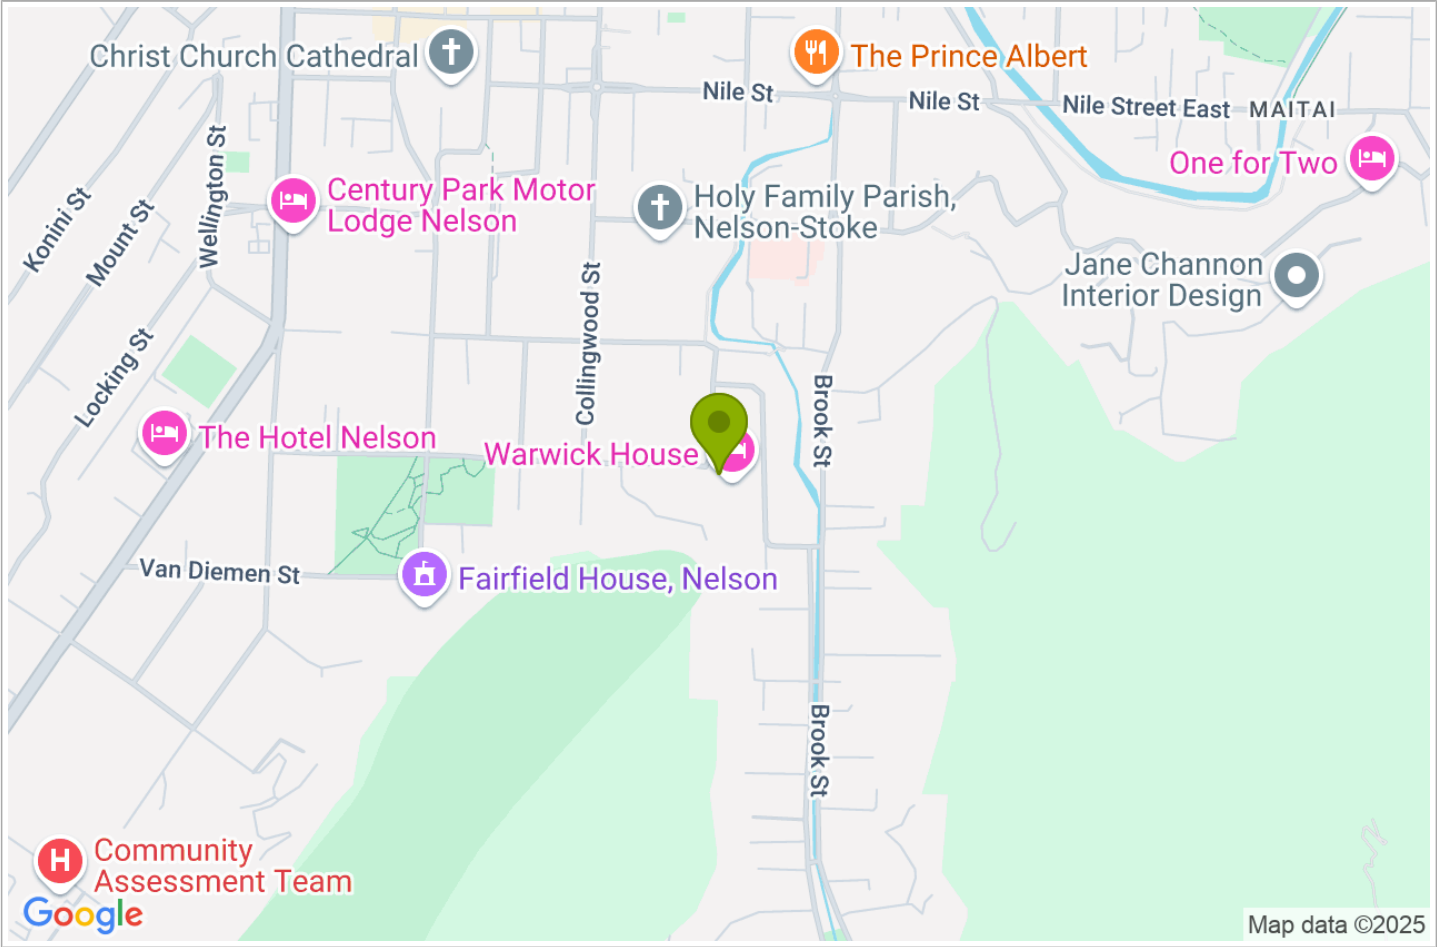 Christ Church Cathedral
The Prince Albert
Nile St
Nile St
Nile Street East
MAITAI
One for Two
Wellington St
Konini St
Mount St
Century Park Motor
Lodge Nelson
Holy Family Parish,
Nelson-Stoke
Jane Channon
Interior Design
Collingwood St
Locking St
Brook St
The Hotel Nelson
Warwick House
Van Diemen St
Fairfield House, Nelson
Brook St
H
Community
Assessment Team
Google
Map data ©2025